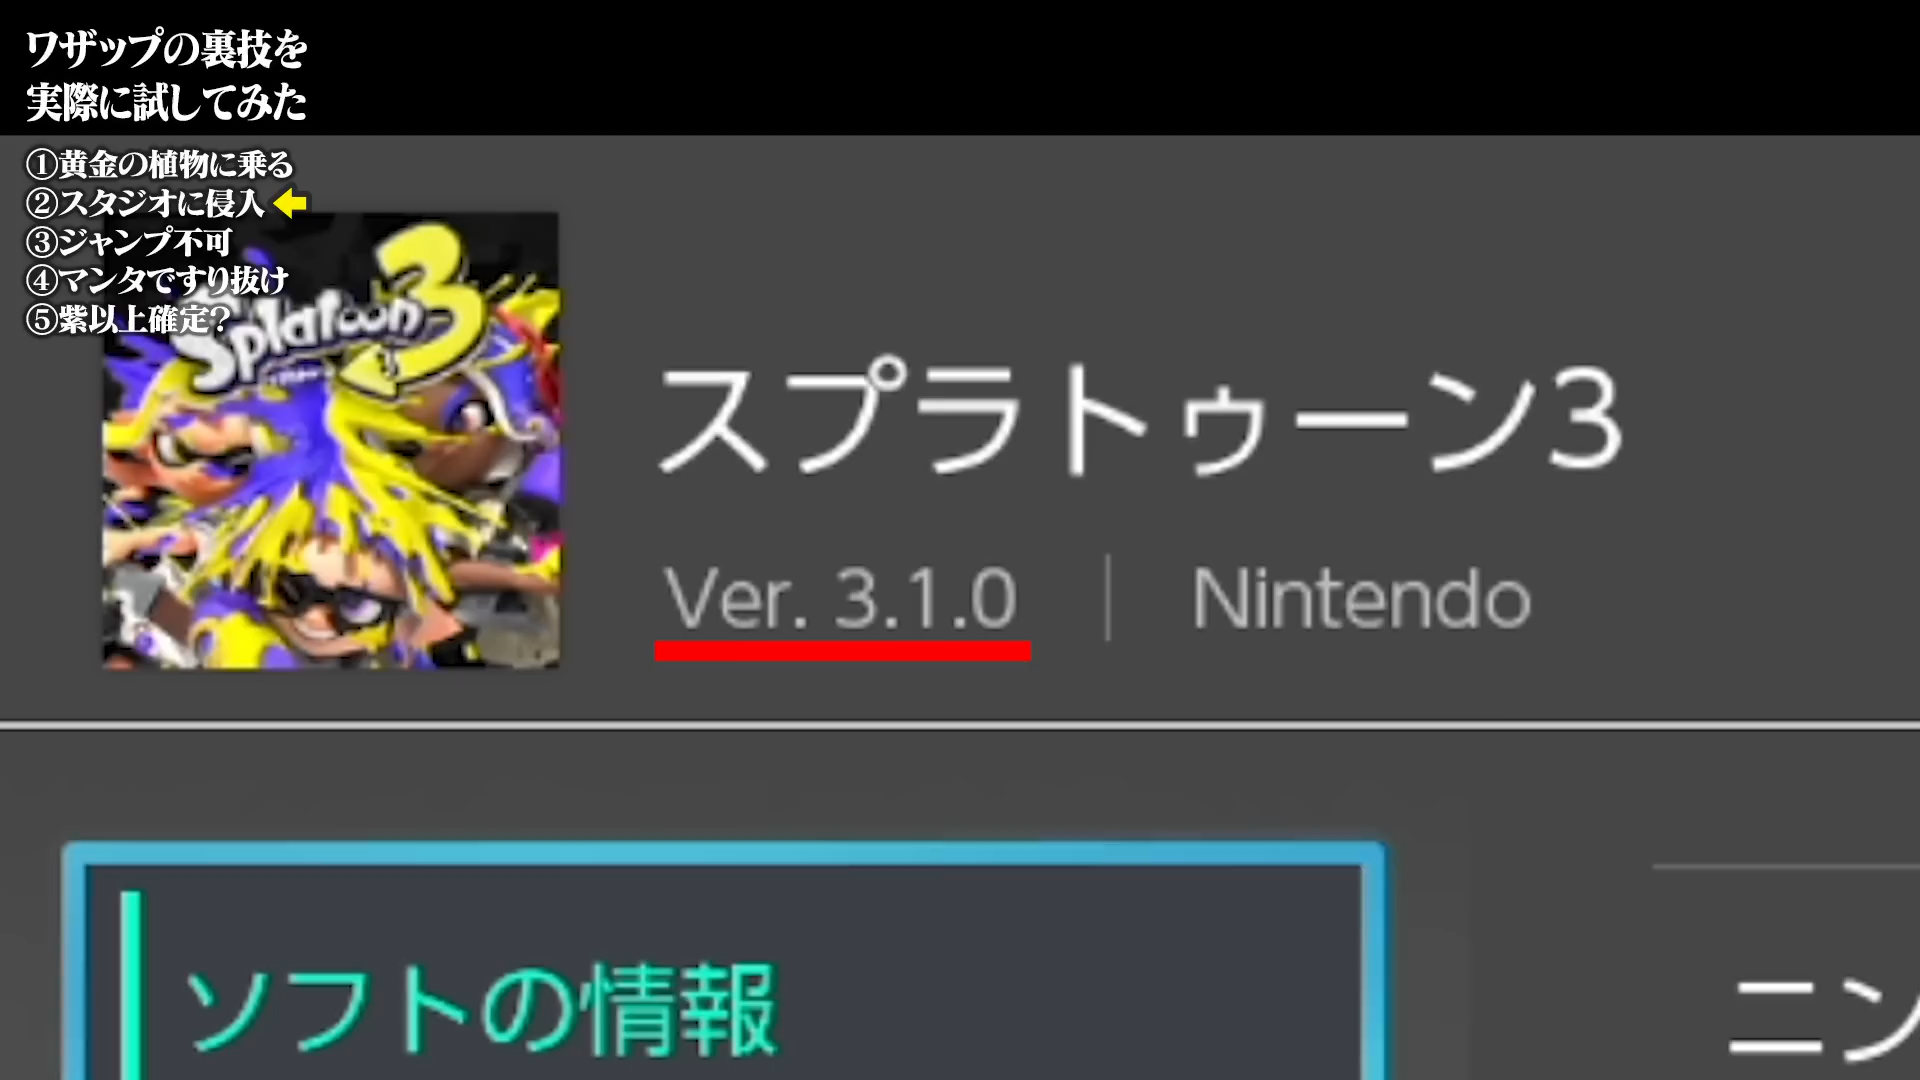 ワザップの裏技を
実際に試してみた
①黄金の植物に乗る
②スタジオに侵入
③ジャンプ不可
④マンタですり抜け
⑤紫以上確定?
Splatoon 3
スプラトゥーン3
Ver. 3.1.0 | Nintendo
ソフトの情報
ニン